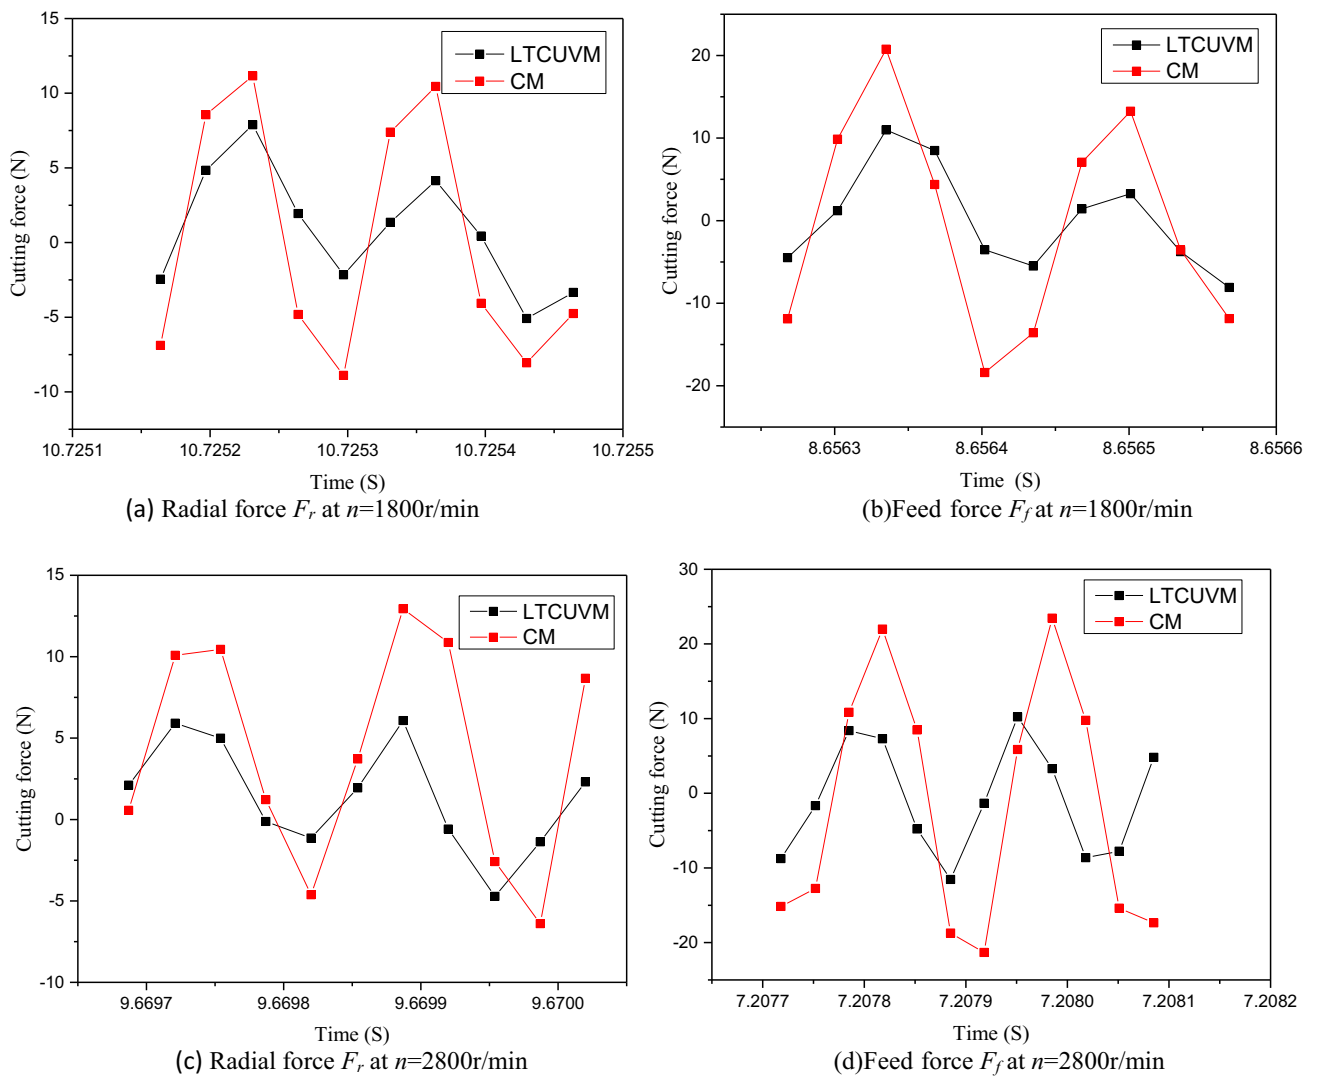 15
10
5
0
-5
-10
Cutting force (N)
LTCUVM
CM
10.7251
10.7252
10.7253
10.7254
10.7255
Time (S)
(a) Radial force Fr at n=1800r/min
20
10
0
-10
-20
Cutting force (N)
LTCUVM
CM
8.6563
8.6564
8.6565
8.6566
Time (S)
(b)Feed force Ff at n=1800r/min
15
10
5
0
-5
-10
Cutting force (N)
LTCUVM
CM
9.6697
9.6698
9.6699
9.6700
Time (S)
(c) Radial force Fr at n=2800r/min
30
20
10
0
-10
-20
Cutting force (N)
LTCUVM
CM
7.2077
7.2078
7.2079
7.2080
7.2081
7.2082
Time (S)
(d)Feed force Ff at n=2800r/min